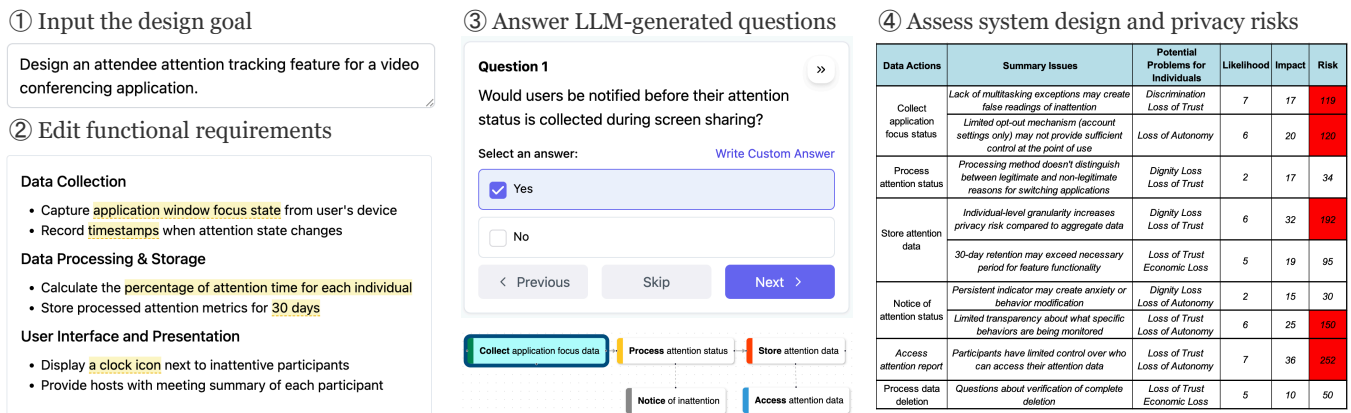 ① Input the design goal
Design an attendee attention tracking feature for a video
conferencing application.
② Edit functional requirements
Data Collection
• Capture application window focus state from user's device
• Record timestamps when attention state changes
Data Processing & Storage
• Calculate the percentage of attention time for each individual
• Store processed attention metrics for 30 days
User Interface and Presentation
• Display a clock icon next to inattentive participants
• Provide hosts with meeting summary of each participant
③ Answer LLM-generated questions
Question 1
»
Would users be notified before their attention
status is collected during screen sharing?
Select an answer:
Write Custom Answer
Yes
No
< Previous
Skip
Next >
Collect application focus data
Process attention status
Store attention data
Notice of inattention
Access attention data
④ Assess system design and privacy risks
Data Actions
Summary Issues
Potential
Problems for
Individuals
Likelihood
Impact
Risk
Collect
application
focus status
Lack of multitasking exceptions may create
false readings of inattention
Discrimination
Loss of Trust
7
17
119
Limited opt-out mechanism (account
settings only) may not provide sufficient
control at the point of use
Loss of Autonomy
6
20
120
Process
attention status
Processing method doesn't distinguish
between legitimate and non-legitimate
reasons for switching applications
Dignity Loss
Loss of Trust
2
17
34
Store attention
data
Individual-level granularity increases
privacy risk compared to aggregate data
Dignity Loss
Loss of Trust
6
32
192
30-day retention may exceed necessary
period for feature functionality
Loss of Trust
Economic Loss
5
19
95
Notice of
attention status
Persistent indicator may create anxiety or
behavior modification
Dignity Loss
Loss of Autonomy
2
15
30
Limited transparency about what specific
behaviors are being monitored
Loss of Trust
Loss of Autonomy
6
25
150
Access
attention report
Participants have limited control over who
can access their attention data
Loss of Trust
Loss of Autonomy
7
36
252
Process data
deletion
Questions about verification of complete
deletion
Loss of Trust
Economic Loss
5
10
50